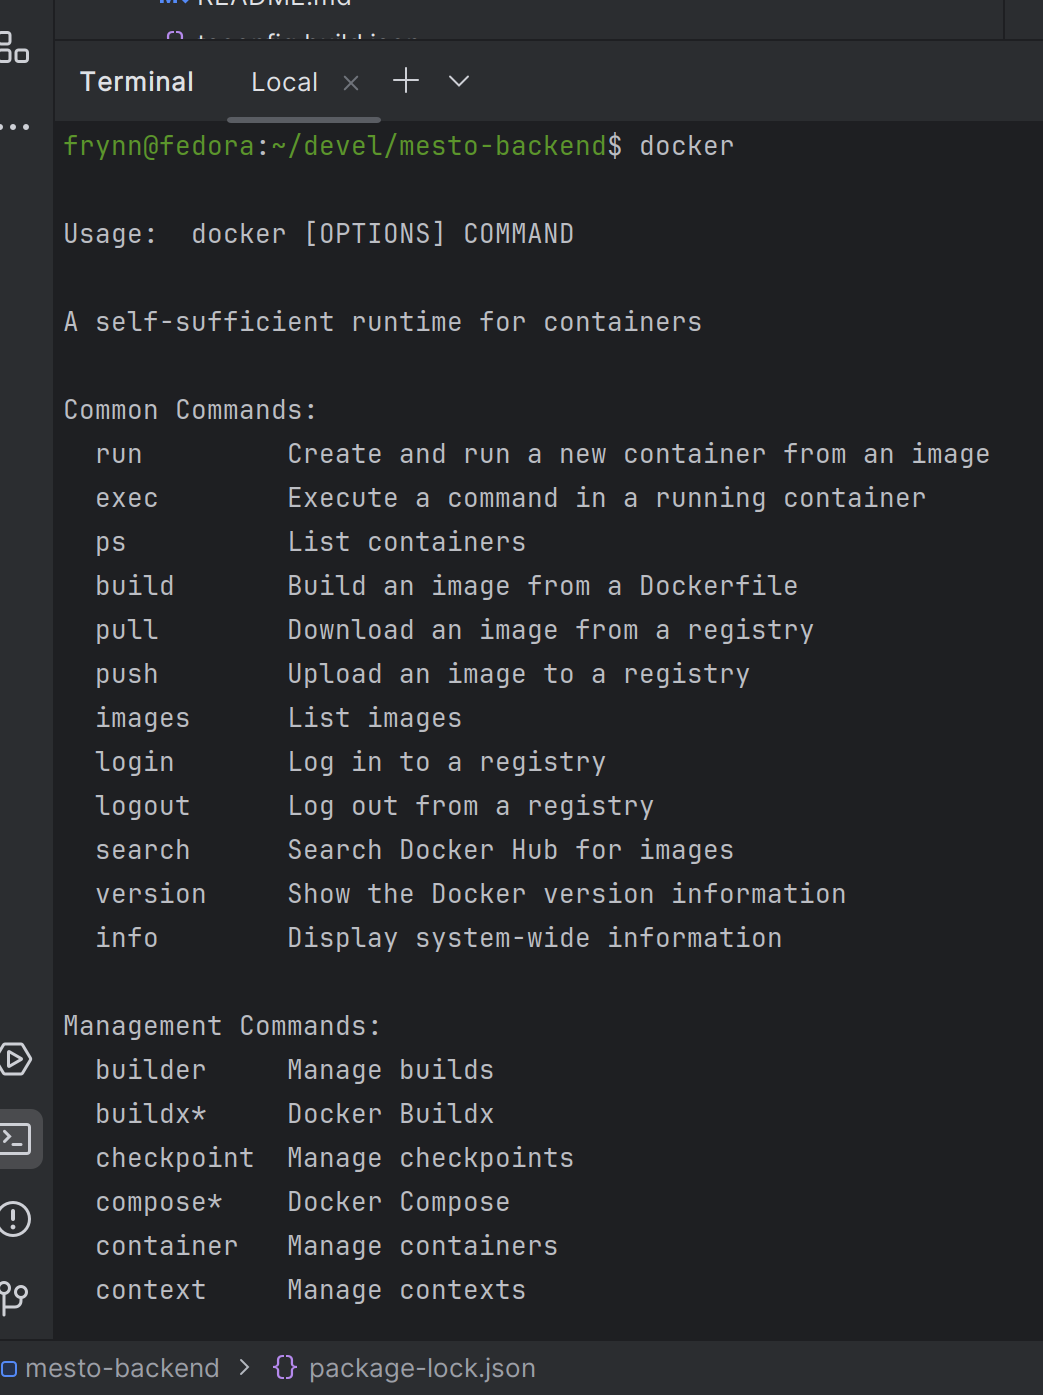 README.md
tsconfig.build.json
Terminal Local
frynn@fedora:~/devel/mesto-backend$ docker
Usage:  docker [OPTIONS] COMMAND
A self-sufficient runtime for containers
Common Commands:
  run         Create and run a new container from an image
  exec        Execute a command in a running container
  ps          List containers
  build       Build an image from a Dockerfile
  pull        Download an image from a registry
  push        Upload an image to a registry
  images      List images
  login       Log in to a registry
  logout      Log out from a registry
  search      Search Docker Hub for images
  version     Show the Docker version information
  info        Display system-wide information
Management Commands:
  builder     Manage builds
  buildx*     Docker Buildx
  checkpoint  Manage checkpoints
  compose*    Docker Compose
  container   Manage containers
  context     Manage contexts
mesto-backend > {} package-lock.json